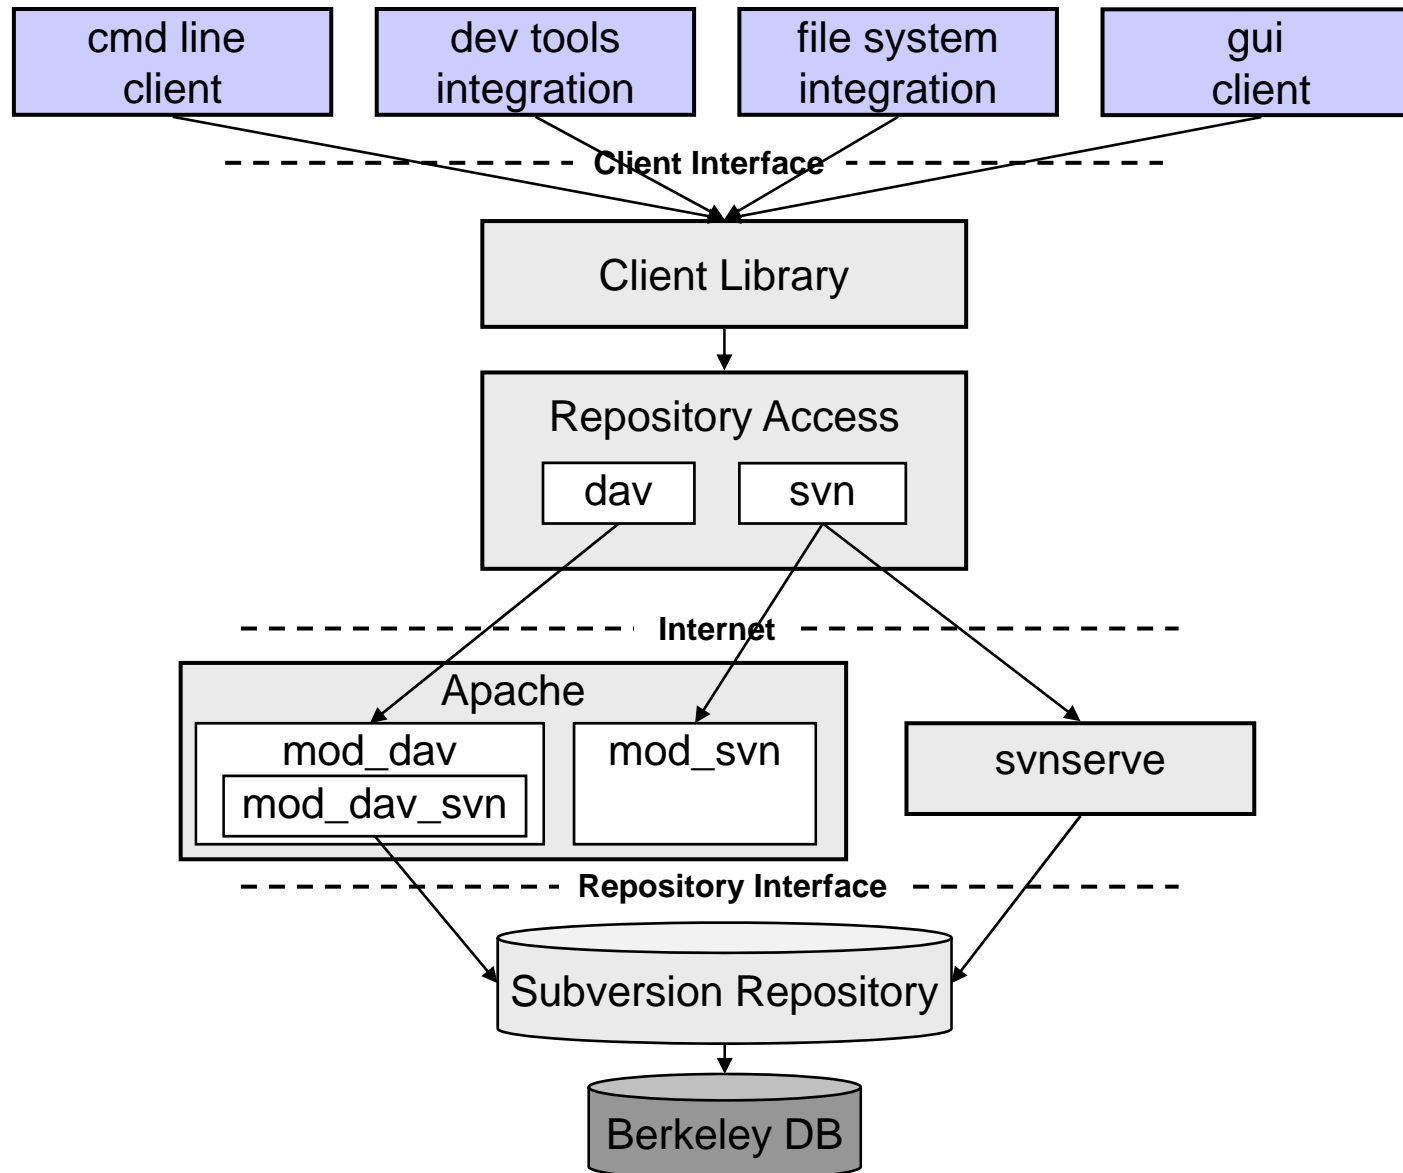 cmd line
client
dev tools
integration
file system
integration
gui
client
Client Interface
Client Library
Repository Access
dav
svn
Internet
Apache
mod_dav
mod_dav_svn
mod_svn
svnserve
Repository Interface
Subversion Repository
Berkeley DB